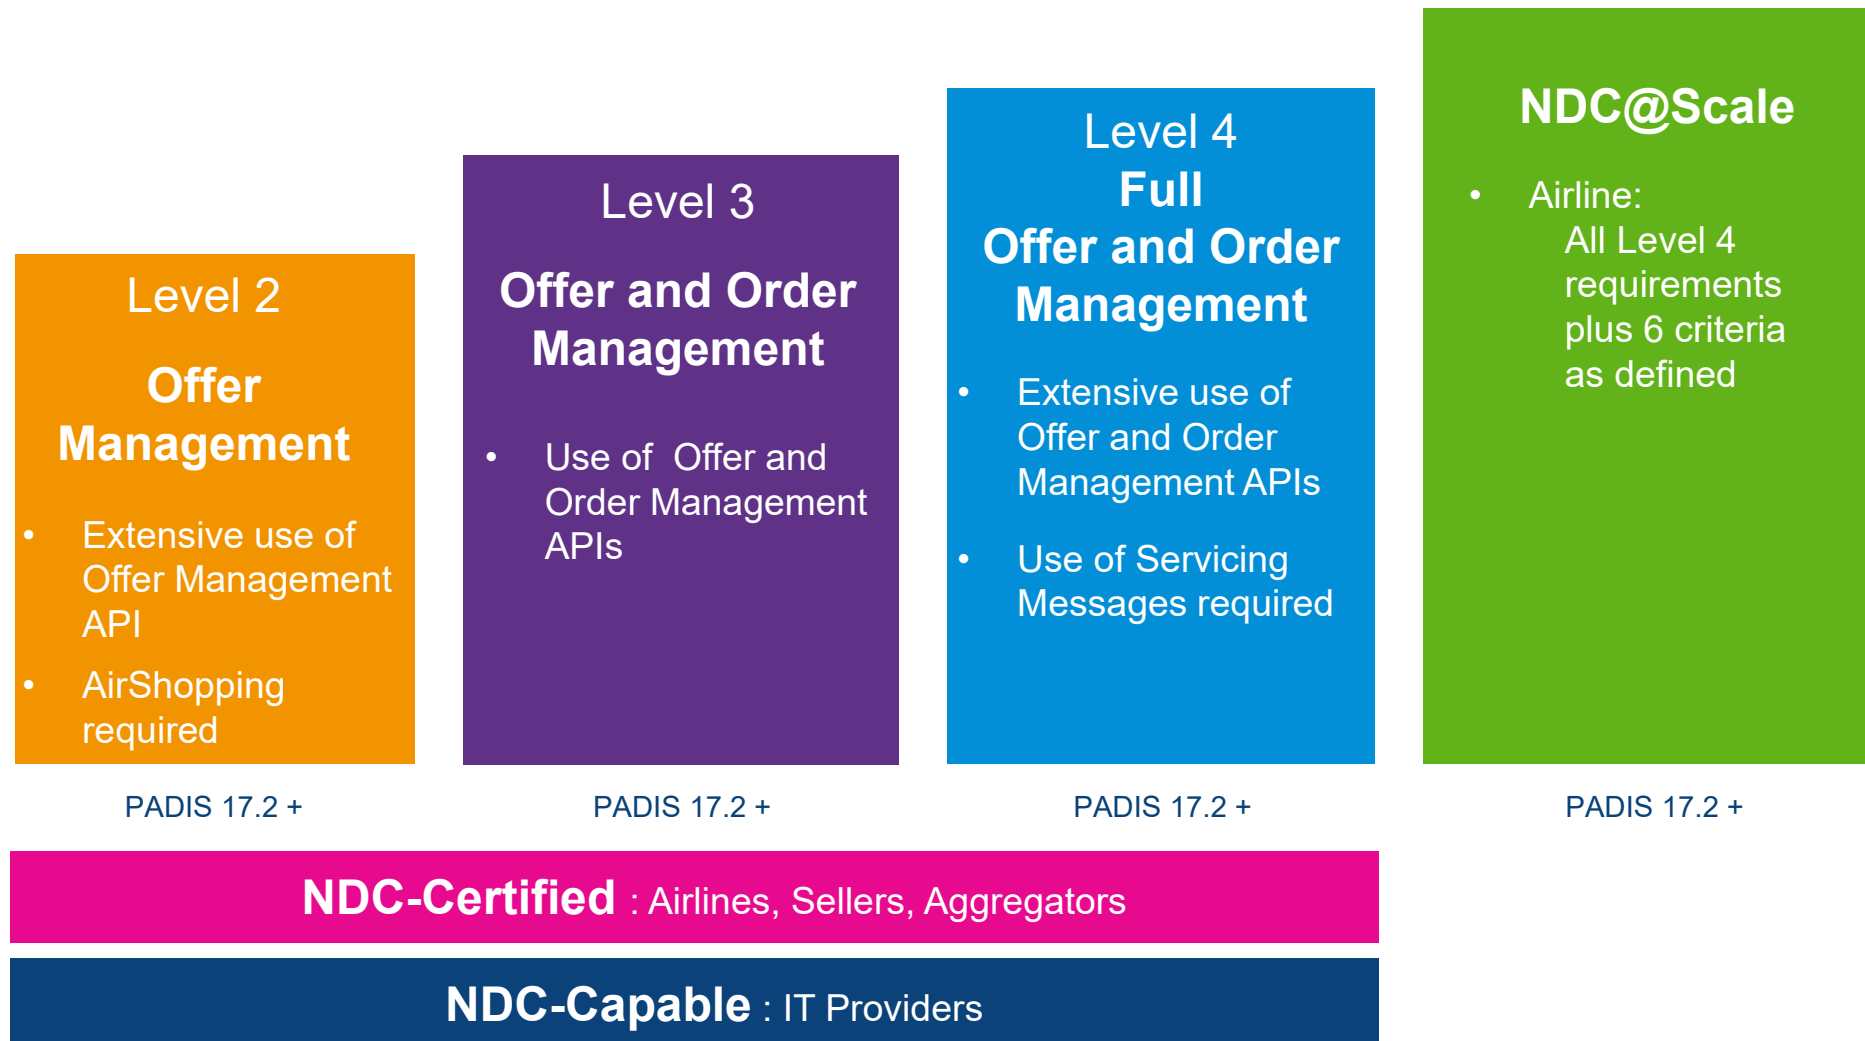 Level 2
Offer
Management
• Extensive use of
Offer Management
API
• AirShopping
required
PADIS 17.2 +
Level 3
Offer and Order
Management
• Use of  Offer and
Order Management
APIs
PADIS 17.2 +
Level 4
Full
Offer and Order
Management
• Extensive use of
Offer and Order
Management APIs
• Use of Servicing
Messages required
PADIS 17.2 +
NDC@Scale
• Airline:
All Level 4
requirements
plus 6 criteria
as defined
PADIS 17.2 +
NDC-Certified : Airlines, Sellers, Aggregators
NDC-Capable : IT Providers